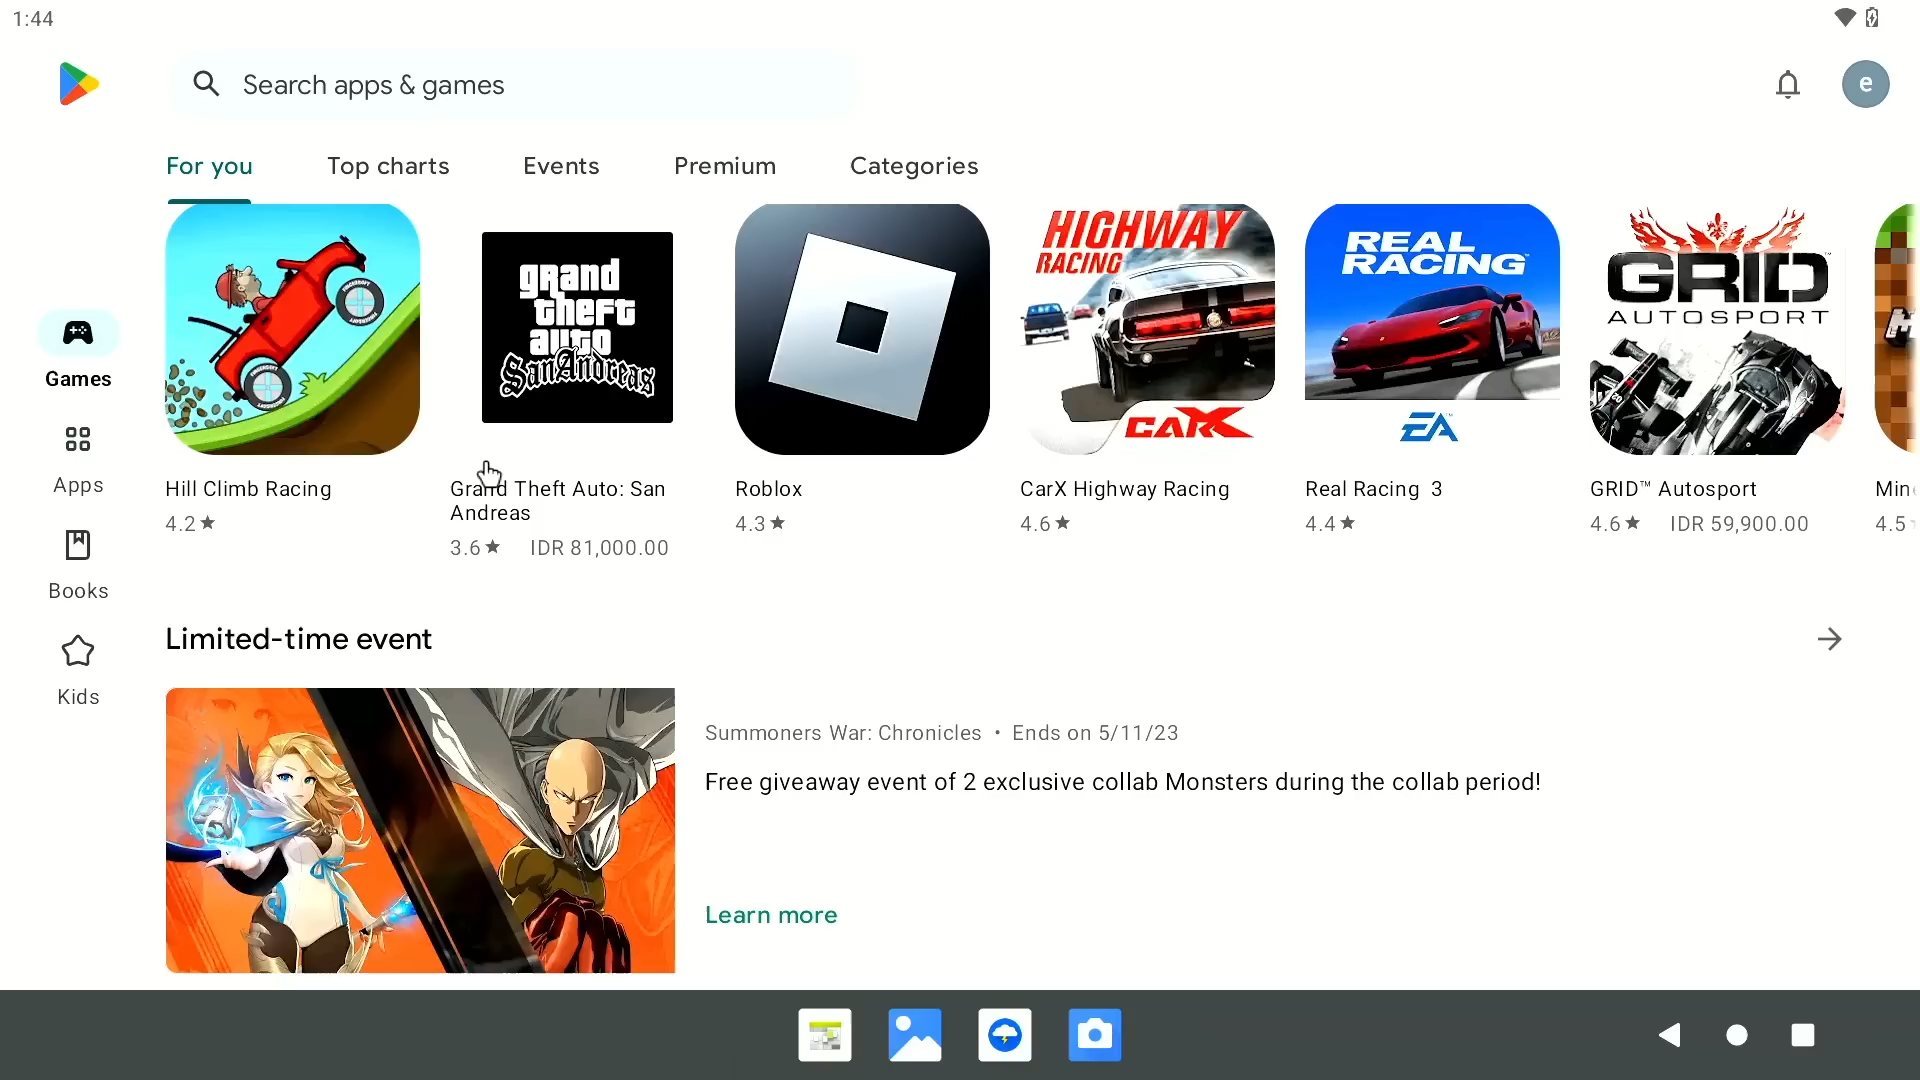 1:44
Search apps & games
e
For you
Top charts
Events
Premium
Categories
Games
Apps
Books
Kids
grand
theft
auto
San Andreas
HIGHWAY
RACING
CARX
REAL
RACING
EA
GRID
AUTOSPORT
Hill Climb Racing
4.2★
Grand Theft Auto: San
Andreas
3.6★ IDR 81,000.00
Roblox
4.3★
CarX Highway Racing
4.6★
Real Racing 3
4.4★
GRID™ Autosport
4.6★ IDR 59,900.00
4.5
Limited-time event
Summoners War: Chronicles • Ends on 5/11/23
Free giveaway event of 2 exclusive collab Monsters during the collab period!
Learn more